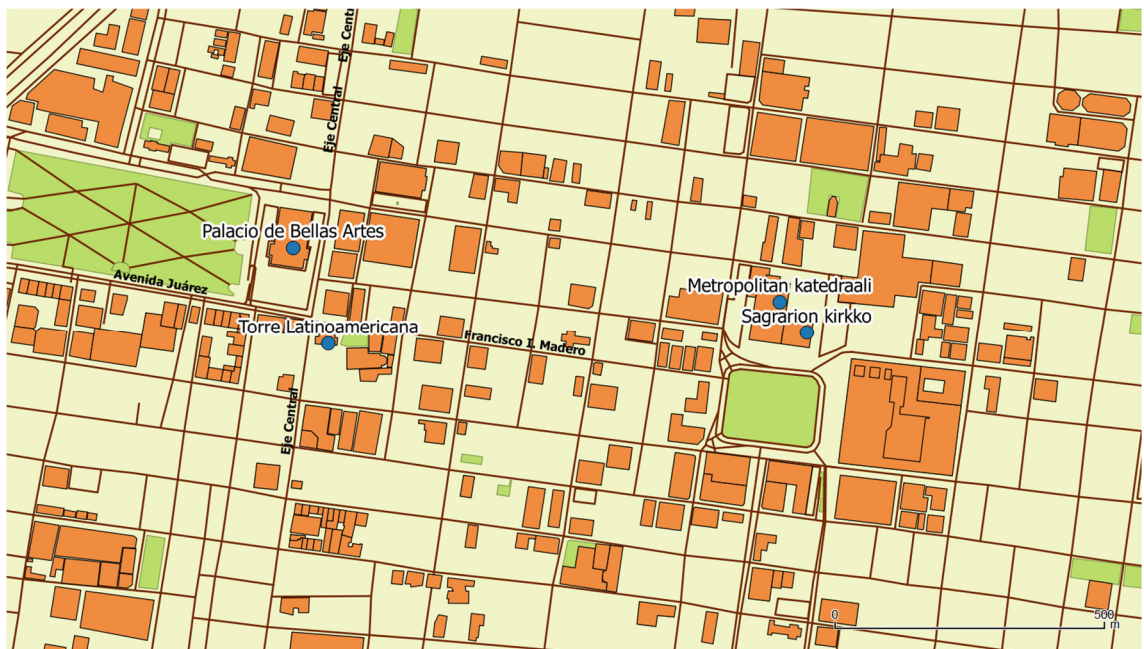 Eje Central
Eje Central
Palacio de Bellas Artes
Avenida Juárez
Metropolitan katedraali
Sagrarion kirkko
Torre Latinoamericana
Francisco I. Madero
Eje Central
0 500
m